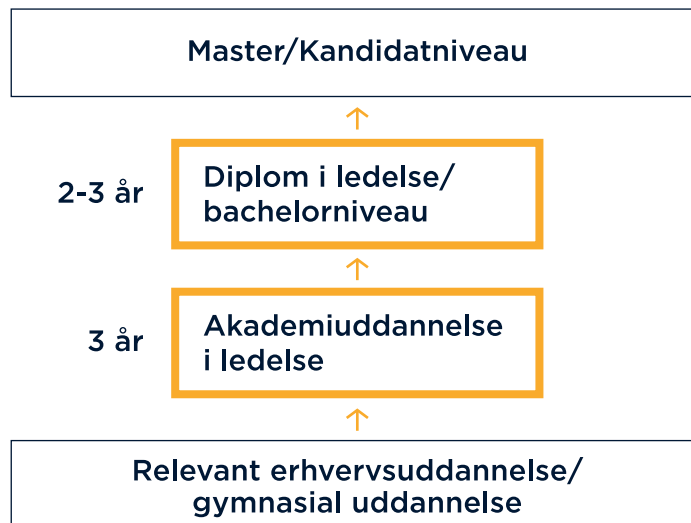 Master/Kandidatniveau
↑
2-3 år
Diplom i ledelse/
bachelorniveau
↑
3 år
Akademiuddannelse
i ledelse
↑
Relevant erhvervsuddannelse/
gymnasial uddannelse